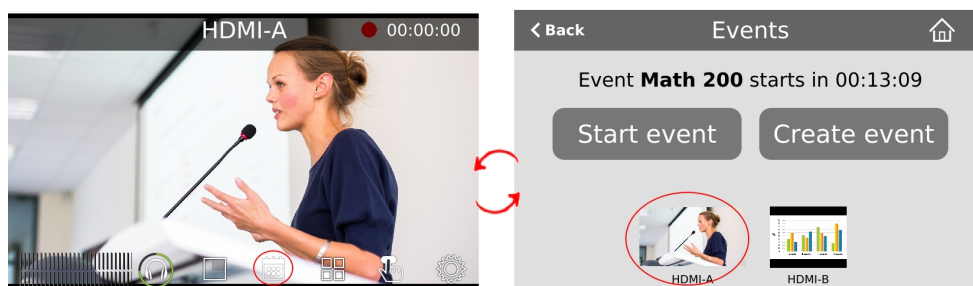 HDMI-A
00:00:00
Back
Events
Event Math 200 starts in 00:13:09
Start event
Create event
HDMI-A
HDMI-B